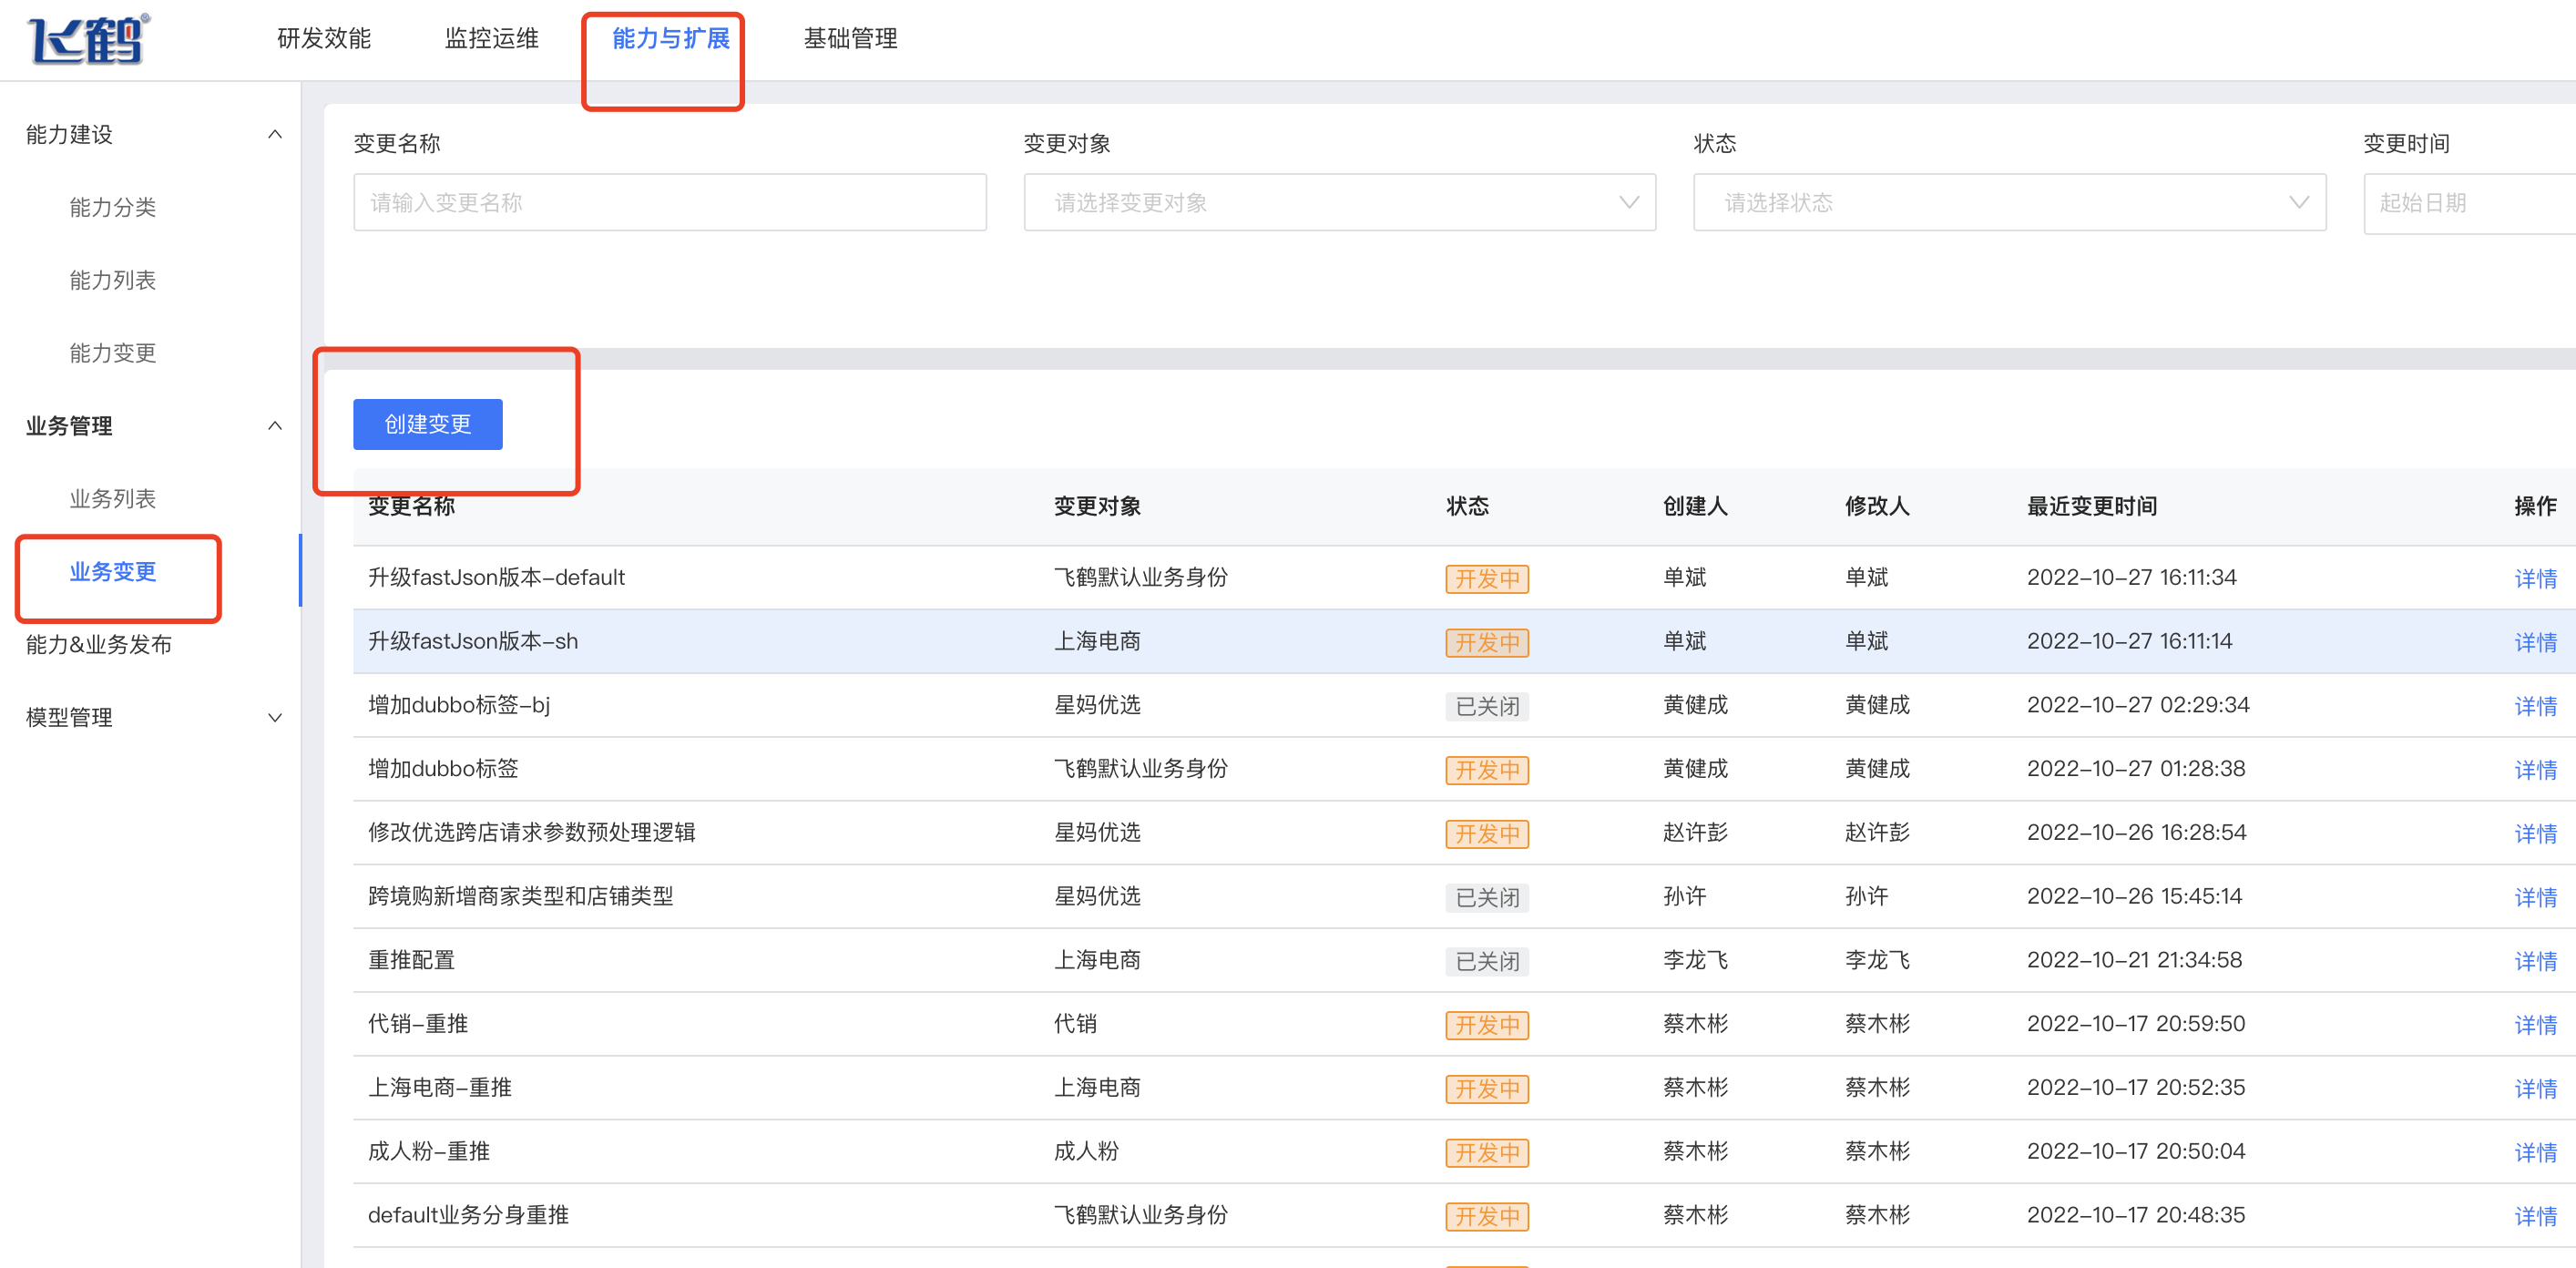 飞鹤®
研发效能 监控运维 能力与扩展 基础管理
能力建设
能力分类
能力列表
能力变更
业务管理
业务列表
业务变更
能力&业务发布
模型管理
变更名称 变更对象 状态 变更时间
请输入变更名称 请选择变更对象 请选择状态 起始日期
创建变更
变更名称 变更对象 状态 创建人 修改人 最近变更时间 操作
升级fastJson版本-default 飞鹤默认业务身份 开发中 单斌 单斌 2022-10-27 16:11:34 详情
升级fastJson版本-sh 上海电商 开发中 单斌 单斌 2022-10-27 16:11:14 详情
增加dubbo标签-bj 星妈优选 已关闭 黄健成 黄健成 2022-10-27 02:29:34 详情
增加dubbo标签 飞鹤默认业务身份 开发中 黄健成 黄健成 2022-10-27 01:28:38 详情
修改优选跨店请求参数预处理逻辑 星妈优选 开发中 赵许彭 赵许彭 2022-10-26 16:28:54 详情
跨境购新增商家类型和店铺类型 星妈优选 已关闭 孙许 孙许 2022-10-26 15:45:14 详情
重推配置 上海电商 已关闭 李龙飞 李龙飞 2022-10-21 21:34:58 详情
代销-重推 代销 开发中 蔡木彬 蔡木彬 2022-10-17 20:59:50 详情
上海电商-重推 上海电商 开发中 蔡木彬 蔡木彬 2022-10-17 20:52:35 详情
成人粉-重推 成人粉 开发中 蔡木彬 蔡木彬 2022-10-17 20:50:04 详情
default业务分身重推 飞鹤默认业务身份 开发中 蔡木彬 蔡木彬 2022-10-17 20:48:35 详情